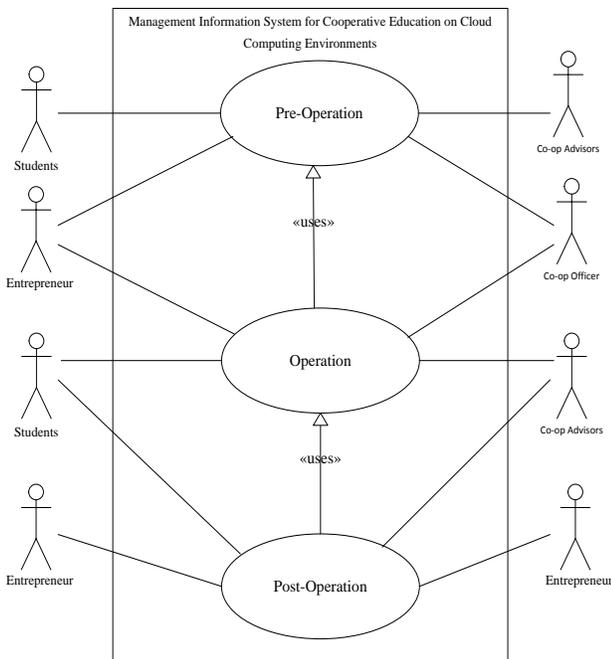 Management Information System for Cooperative Education on Cloud
Computing Environments
Pre-Operation
Students
Co-op Advisors
«uses»
Entrepreneur
Co-op Officer
Operation
Students
Co-op Advisors
«uses»
Entrepreneur
Post-Operation
Entrepreneur